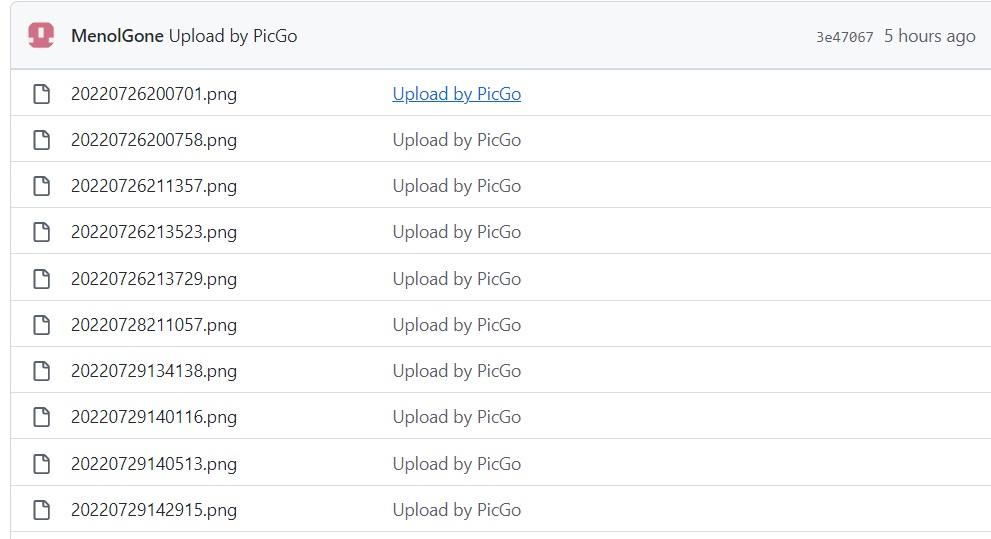 MenolGone Upload by PicGo 3e47067 5 hours ago
20220726200701.png Upload by PicGo
20220726200758.png Upload by PicGo
20220726211357.png Upload by PicGo
20220726213523.png Upload by PicGo
20220726213729.png Upload by PicGo
20220728211057.png Upload by PicGo
20220729134138.png Upload by PicGo
20220729140116.png Upload by PicGo
20220729140513.png Upload by PicGo
20220729142915.png Upload by PicGo